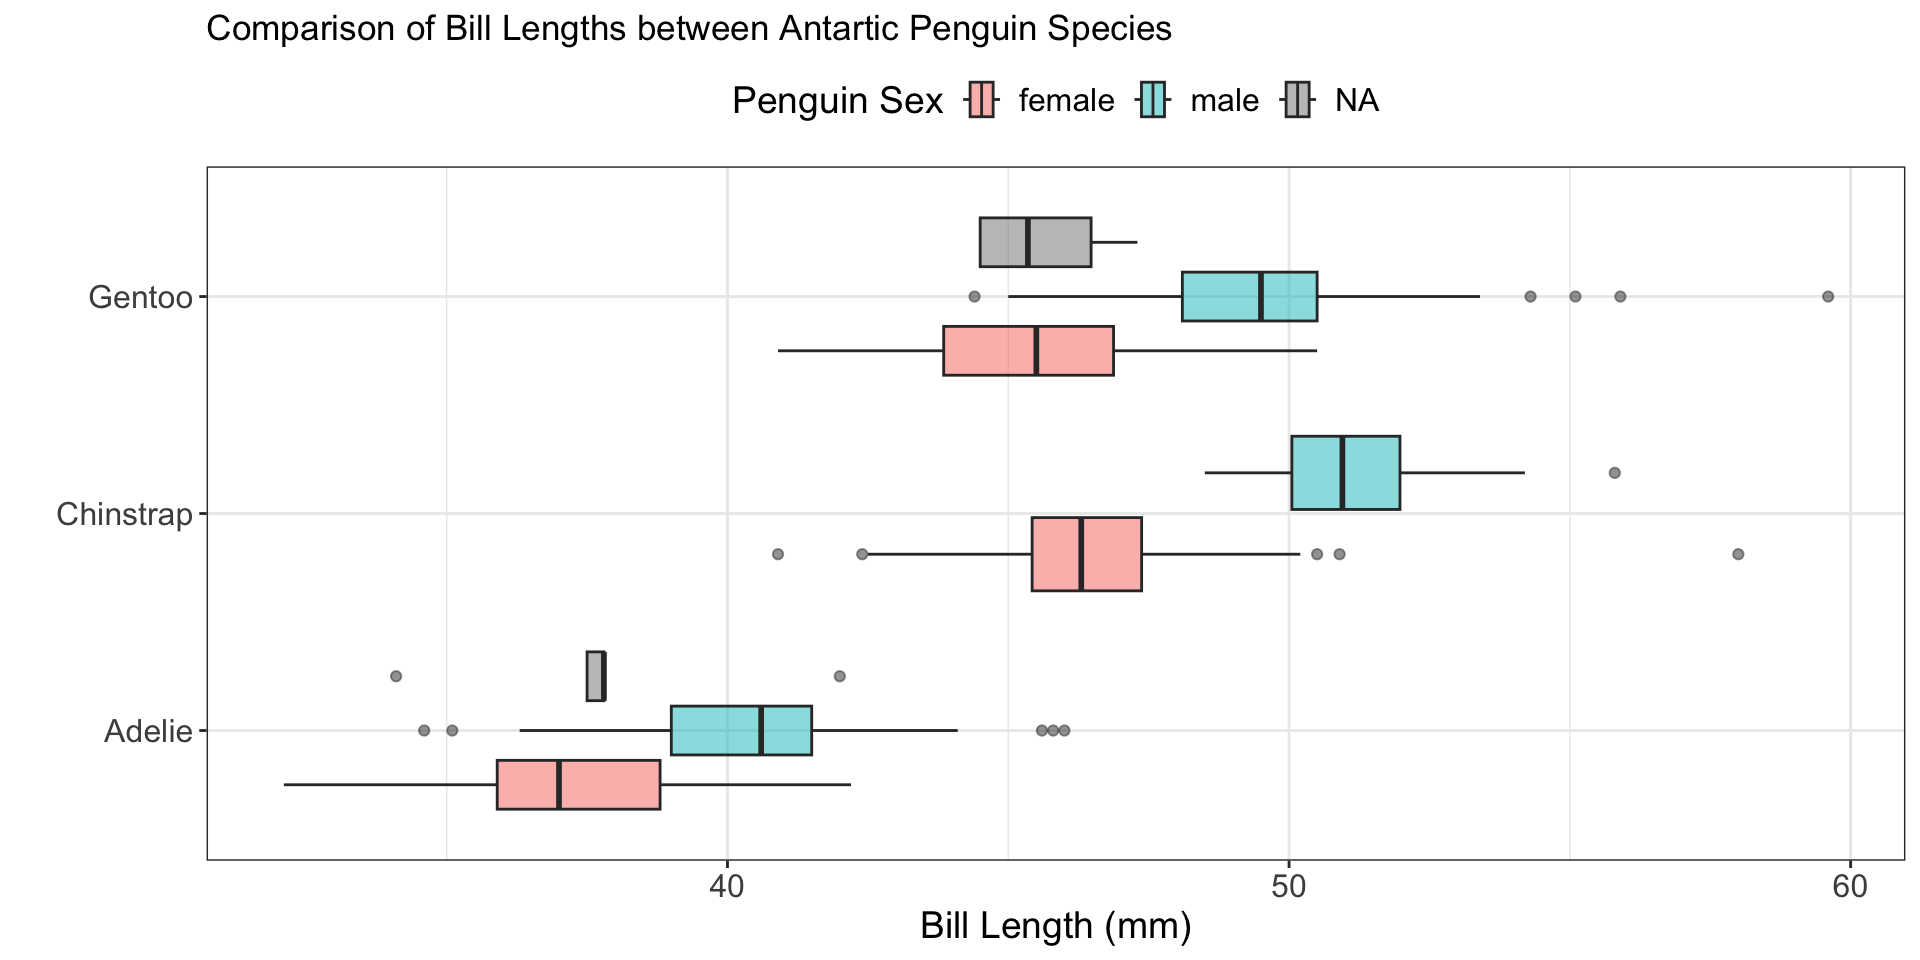 Comparison of Bill Lengths between Antartic Penguin Species
Penguin Sex female male NA
Gentoo
Chinstrap
Adelie
40 50 60
Bill Length (mm)